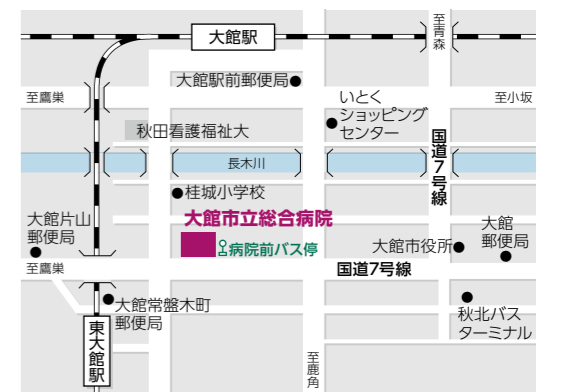 大館駅
至青森
大館駅前郵便局
至鷹巣
いとく
ショッピング
センター
至小坂
秋田看護福祉大
国道7号線
長木川
桂城小学校
大館市立総合病院
大館片山
郵便局
病院前バス停
大館市役所
大館
郵便局
至鷹巣
国道7号線
大館常盤木町
郵便局
秋北バス
ターミナル
東大館駅
至鹿角